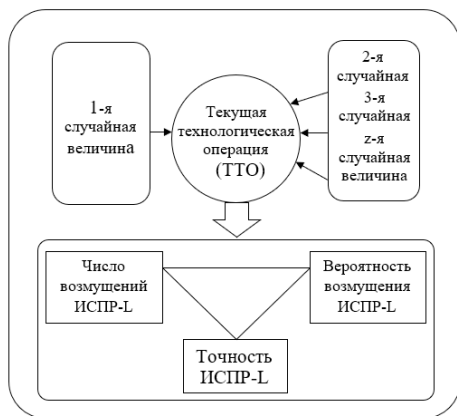 1-я
случайная
величина
Текущая
технологическая
операция
(ТТО)
2-я
случайная
3-я
случайная
z-я
случайная
величина
Число
возмущений
ИСПР-L
Вероятность
возмущения
ИСПР-L
Точность
ИСПР-L